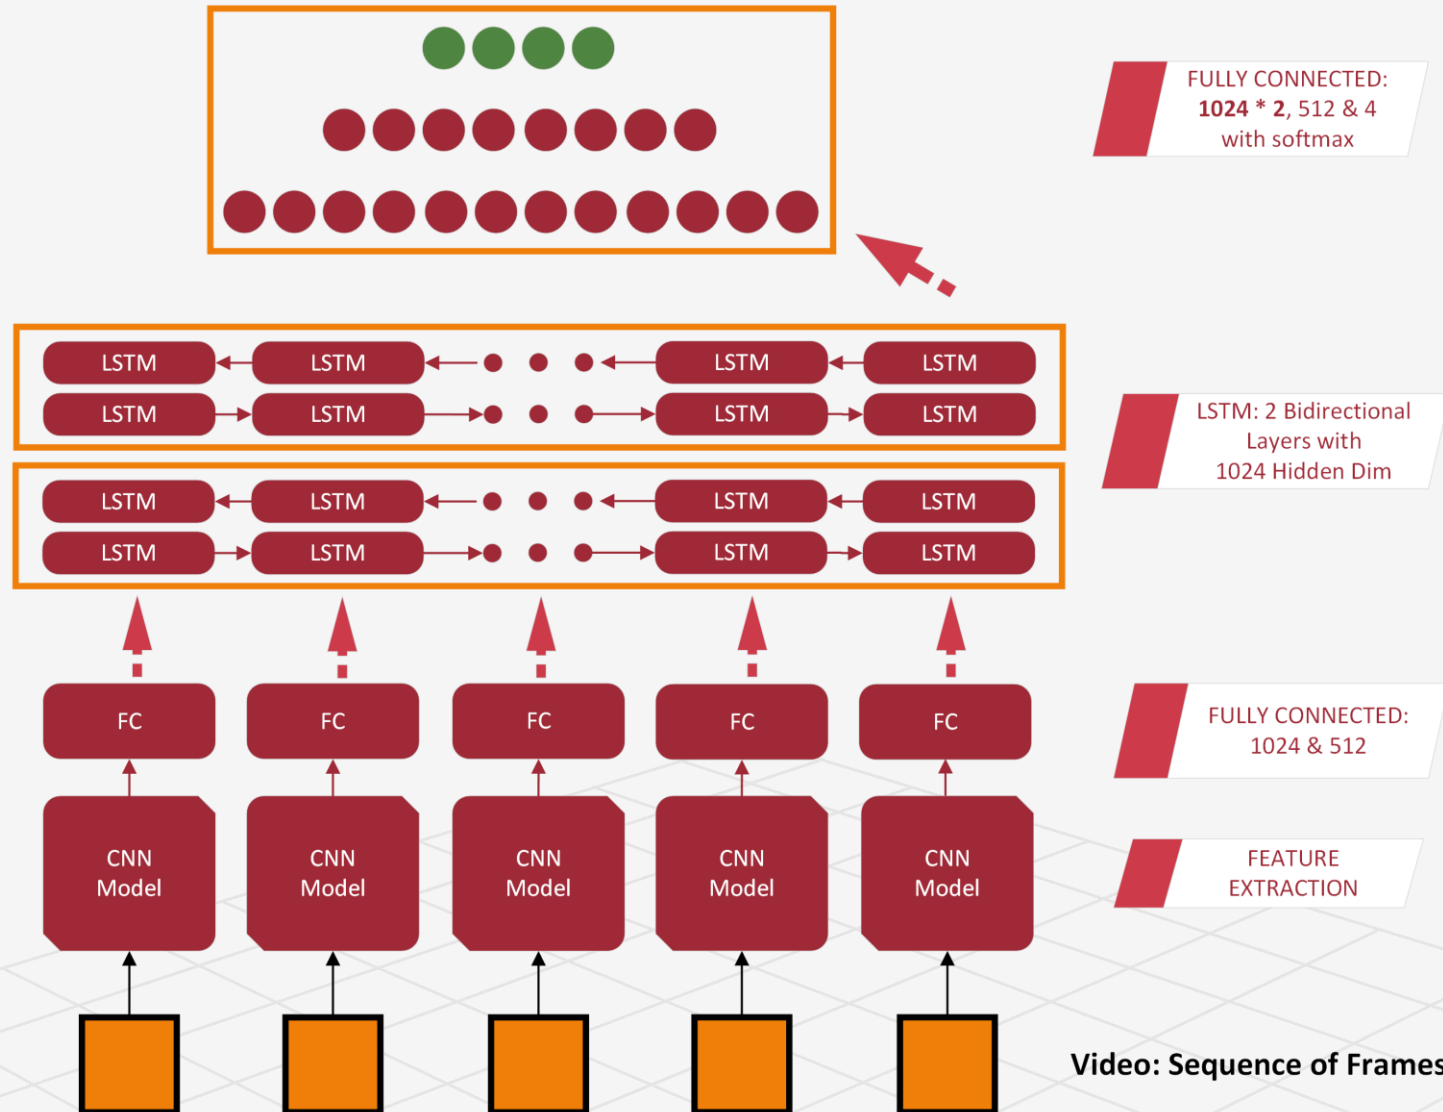 FULLY CONNECTED:
1024 * 2, 512 & 4
with softmax
LSTM LSTM LSTM LSTM
LSTM LSTM LSTM LSTM
LSTM: 2 Bidirectional
Layers with
1024 Hidden Dim
LSTM LSTM LSTM LSTM
LSTM LSTM LSTM LSTM
FC FC FC FC FC
FULLY CONNECTED:
1024 & 512
CNN CNN CNN CNN CNN
Model Model Model Model Model
FEATURE
EXTRACTION
Video: Sequence of Frames